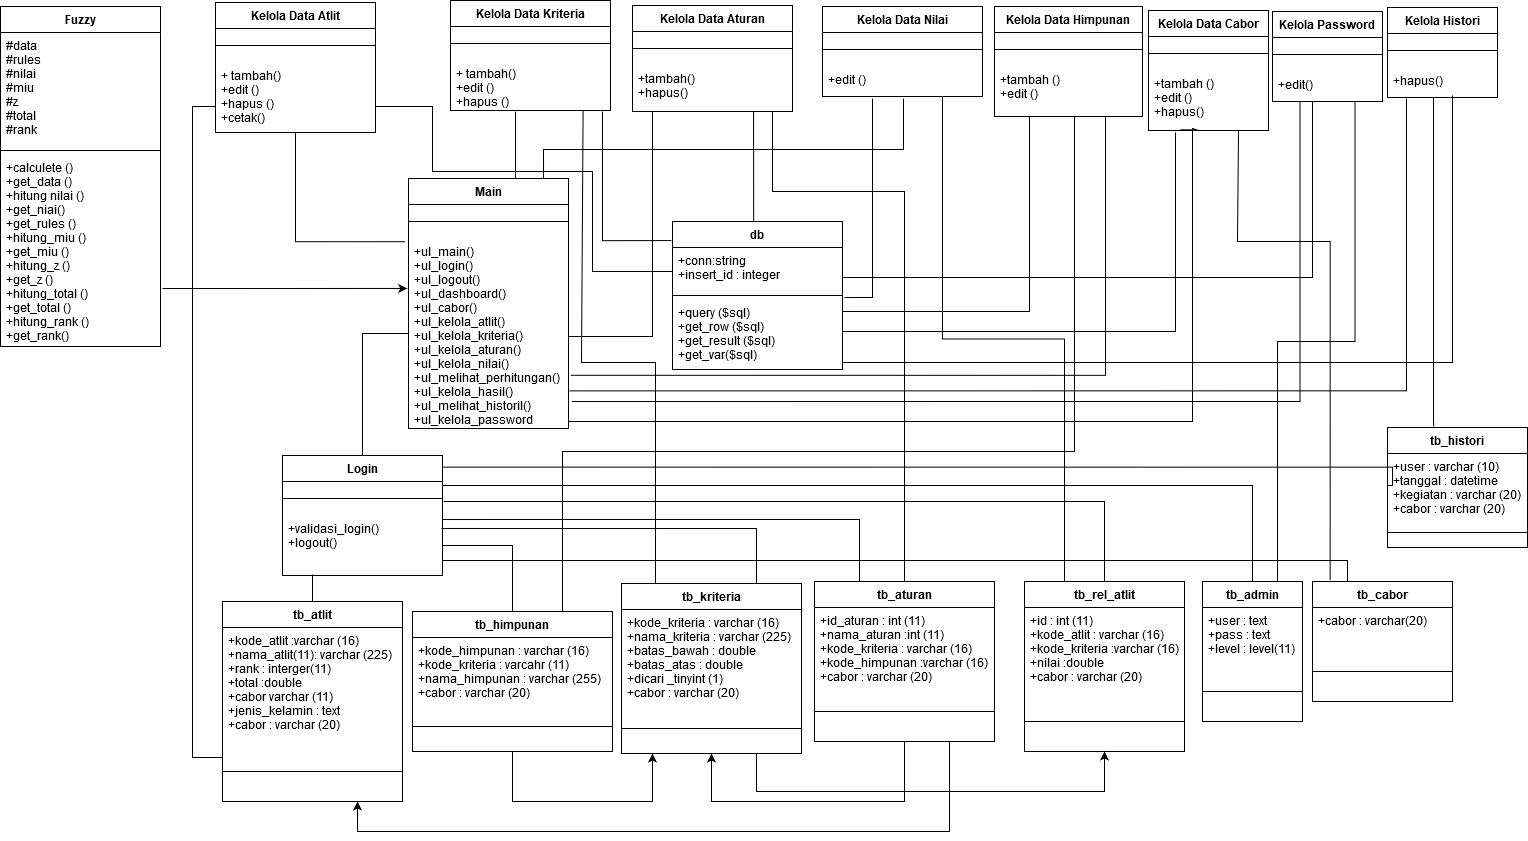 Fuzzy
#data
#rules
#nilai
#miu
#z
#total
#rank
+calculete ()
+get_data ()
+hitung nilai ()
+get_niai()
+get_rules ()
+hitung_miu ()
+get_miu ()
+hitung_z ()
+get_z ()
+hitung_total ()
+get_total ()
+hitung_rank ()
+get_rank()
Kelola Data Atlit
+ tambah()
+edit ()
+hapus ()
+cetak()
Kelola Data Kriteria
+ tambah()
+edit ()
+hapus ()
Kelola Data Aturan
+tambah()
+hapus()
Kelola Data Nilai
+edit ()
Kelola Data Himpunan
+tambah ()
+edit ()
Kelola Data Cabor
+tambah ()
+edit ()
+hapus()
Kelola Password
+edit()
Kelola Histori
+hapus()
Main
+ul_main()
+ul_login()
+ul_logout()
+ul_dashboard()
+ul_cabor()
+ul_kelola_atlit()
+ul_kelola_kriteria()
+ul_kelola_aturan()
+ul_kelola_nilai()
+ul_melihat_perhitungan()
+ul_kelola_hasil()
+ul_melihat_historil()
+ul_kelola_password
db
+conn:string
+insert_id : integer
+query ($sql)
+get_row ($sql)
+get_result ($sql)
+get_var($sql)
Login
+validasi_login()
+logout()
tb_histori
+user : varchar (10)
+tanggal : datetime
+kegiatan : varchar (20)
+cabor : varchar (20)
tb_atlit
+kode_atlit :varchar (16)
+nama_atlit(11): varchar (225)
+rank : interger(11)
+total :double
+cabor varchar (11)
+jenis_kelamin : text
+cabor : varchar (20)
tb_himpunan
+kode_himpunan : varchar (16)
+kode_kriteria : varcahr (11)
+nama_himpunan : varchar (255)
+cabor : varchar (20)
tb_kriteria
+kode_kriteria : varchar (16)
+nama_kriteria : varchar (225)
+batas_bawah : double
+batas_atas : double
+dicari _tinyint (1)
+cabor : varchar (20)
tb_aturan
+id_aturan : int (11)
+nama_aturan :int (11)
+kode_kriteria : varchar (16)
+kode_himpunan :varchar (16)
+cabor : varchar (20)
tb_rel_atlit
+id : int (11)
+kode_atlit : varchar (16)
+kode_kriteria :varchar (16)
+nilai :double
+cabor : varchar (20)
tb_admin
+user : text
+pass : text
+level : level(11)
tb_cabor
+cabor : varchar(20)